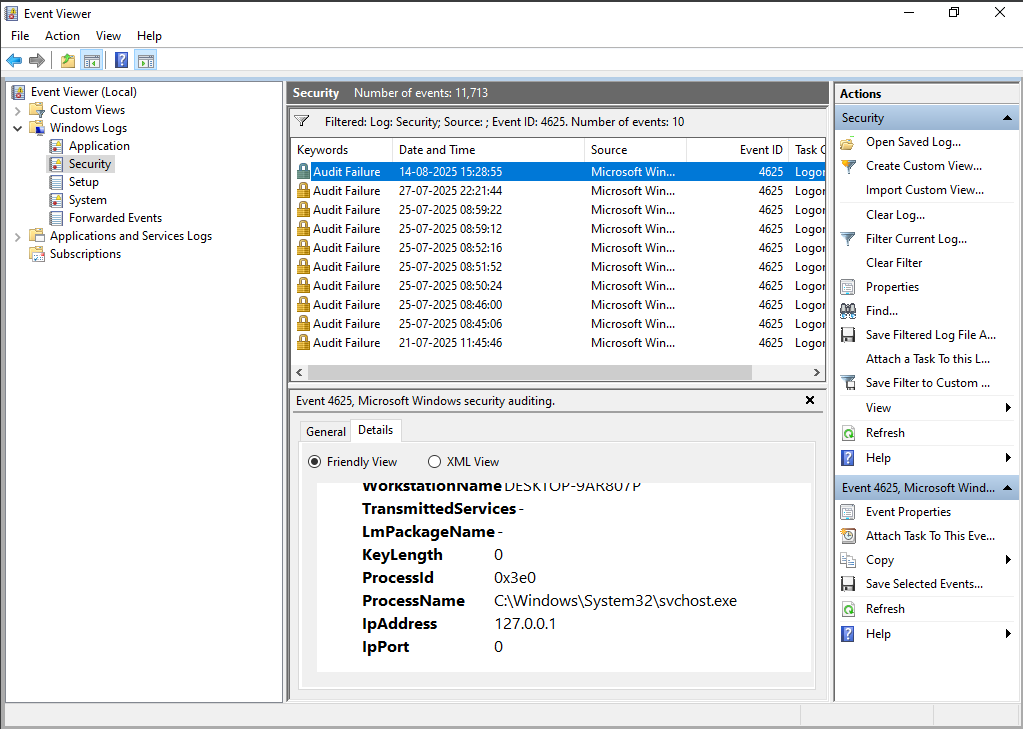 Event Viewer
File Action View Help
Event Viewer (Local)
Custom Views
Windows Logs
Application
Security
Setup
System
Forwarded Events
Applications and Services Logs
Subscriptions
Security Number of events: 11,713
Filtered: Log: Security; Source: ; Event ID: 4625. Number of events: 10
Keywords Date and Time Source Event ID Task C
Audit Failure 14-08-2025 15:28:55 Microsoft Win... 4625 Logor
Audit Failure 27-07-2025 22:21:44 Microsoft Win... 4625 Logor
Audit Failure 25-07-2025 08:59:22 Microsoft Win... 4625 Logor
Audit Failure 25-07-2025 08:59:12 Microsoft Win... 4625 Logor
Audit Failure 25-07-2025 08:52:16 Microsoft Win... 4625 Logor
Audit Failure 25-07-2025 08:51:52 Microsoft Win... 4625 Logor
Audit Failure 25-07-2025 08:50:24 Microsoft Win... 4625 Logor
Audit Failure 25-07-2025 08:46:00 Microsoft Win... 4625 Logor
Audit Failure 25-07-2025 08:45:06 Microsoft Win... 4625 Logor
Audit Failure 21-07-2025 11:45:46 Microsoft Win... 4625 Logor
Event 4625, Microsoft Windows security auditing.
General Details
Friendly View XML View
WorkstationName DESKTOP-9AR807P
TransmittedServices -
LmPackageName -
KeyLength 0
ProcessId 0x3e0
ProcessName C:\Windows\System32\svchost.exe
IpAddress 127.0.0.1
IpPort 0
Actions
Security
Open Saved Log...
Create Custom View...
Import Custom View...
Clear Log...
Filter Current Log...
Clear Filter
Properties
Find...
Save Filtered Log File A...
Attach a Task To this L...
Save Filter to Custom ...
View
Refresh
Help
Event 4625, Microsoft Wind...
Event Properties
Attach Task To This Eve...
Copy
Save Selected Events...
Refresh
Help